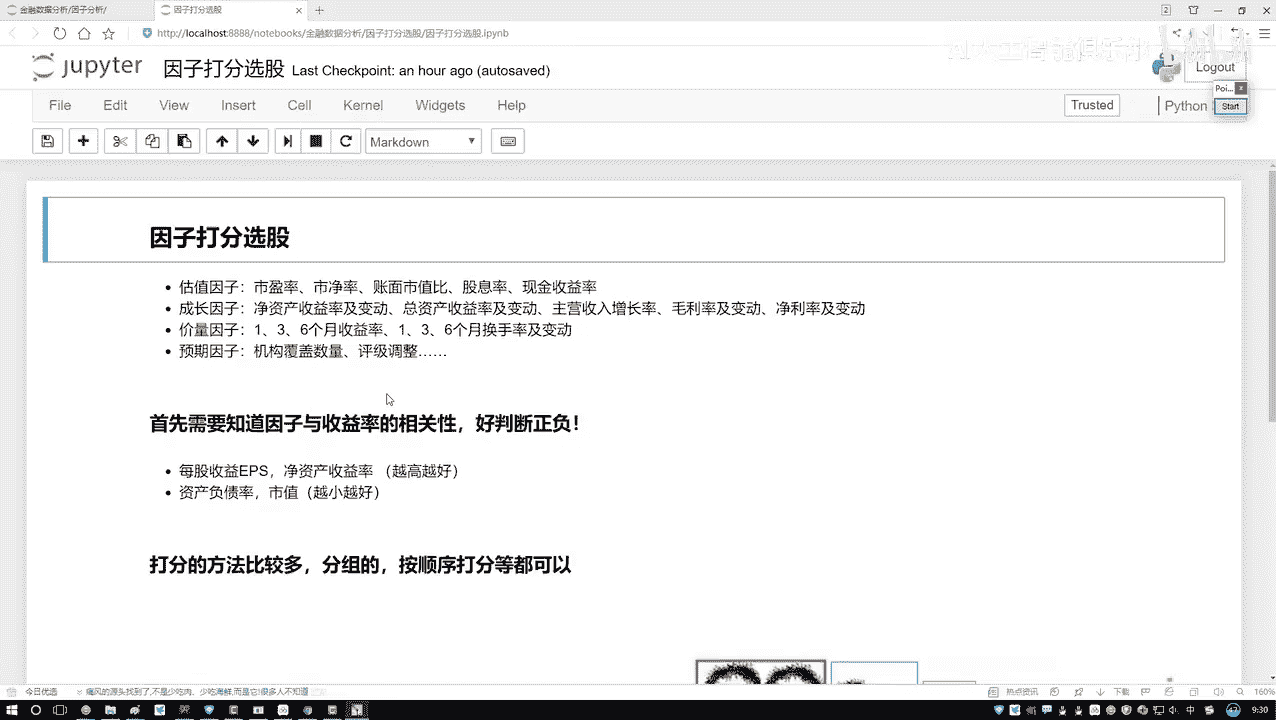 金融数据分析/因子分析/
因子打分选股
http://localhost:8888/notebooks/金融数据分析/因子打分选股/因子打分选股.ipynb
jupyter 因子打分选股 Last Checkpoint: an hour ago (autosaved)
Logout
Poi...
File Edit View Insert Cell Kernel Widgets Help
Trusted
Python
Start
Markdown
因子打分选股
估值因子：市盈率、市净率、账面市值比、股息率、现金收益率
成长因子：净资产收益率及变动、总资产收益率及变动、主营收入增长率、毛利率及变动、净利率及变动
价量因子：1、3、6个月收益率、1、3、6个月换手率及变动
预期因子：机构覆盖数量、评级调整……
首先需要知道因子与收益率的相关性，好判断正负！
每股收益EPS，净资产收益率 （越高越好）
资产负债率，市值（越小越好）
打分的方法比较多，分组的，按顺序打分等都可以
今日优选
痛风的源头找到了,不是少吃肉、少吃海鲜,而是它!很多人不知道
热点资讯
下载
160%
中
9:30